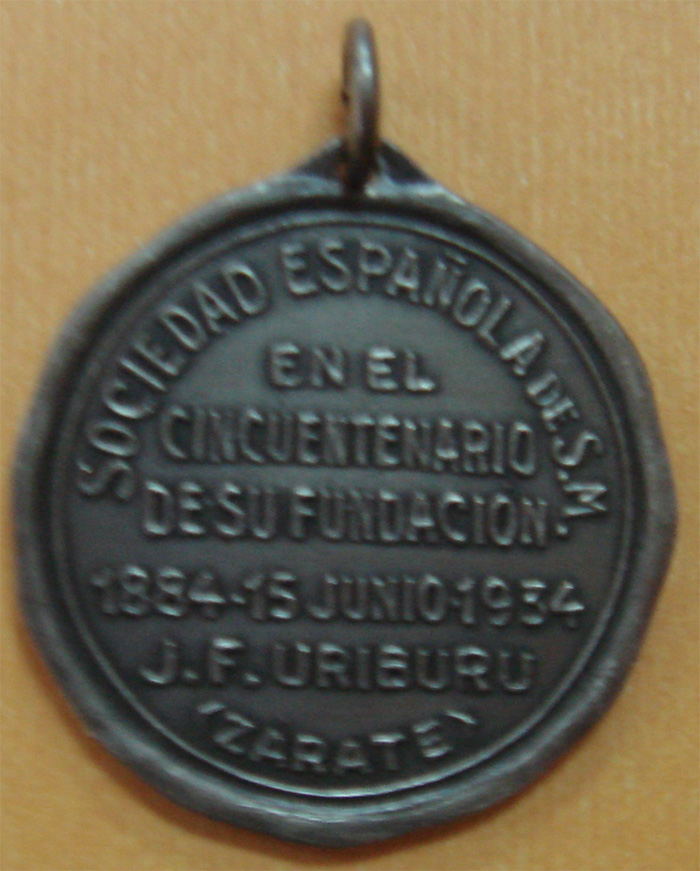 SOCIEDAD ESPAÑOLA DE S.M.
EN EL
CINCUENTENARIO
DE SU FUNDACION.
1884-15 JUNIO-1934
J.F. URIBURU
(ZARATE)